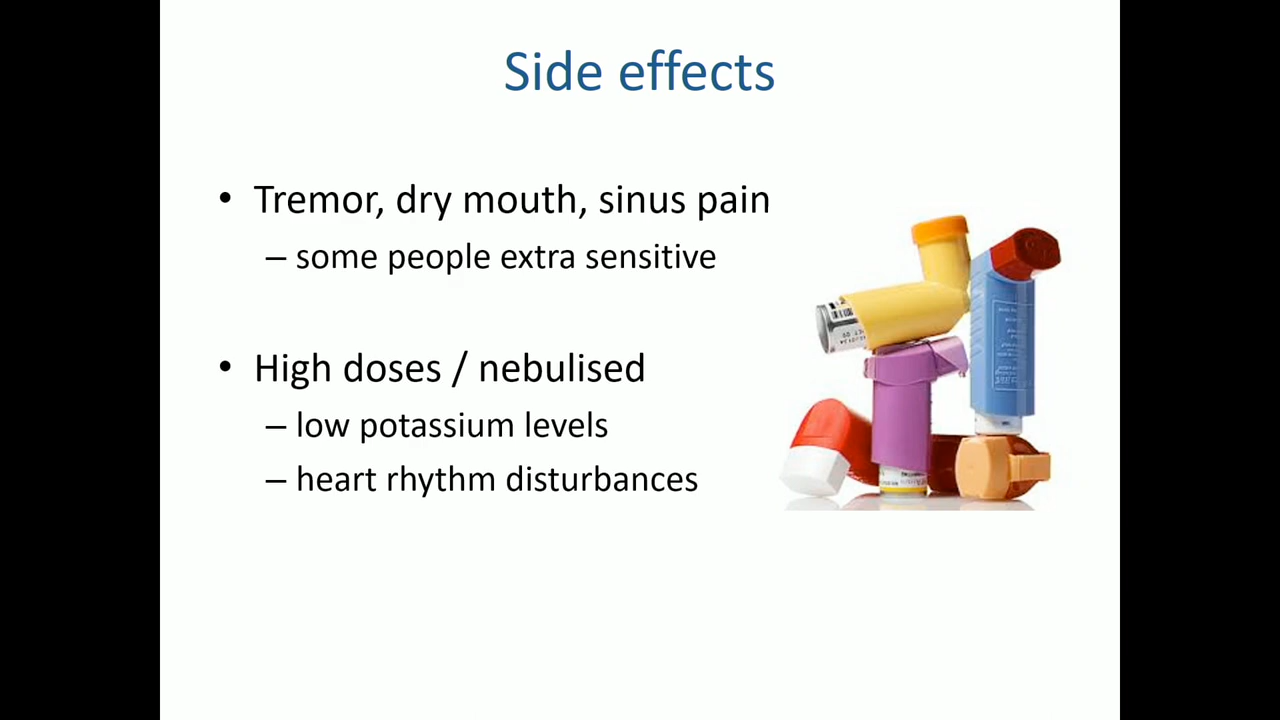 Side effects
• Tremor, dry mouth, sinus pain
– some people extra sensitive
• High doses / nebulised
– low potassium levels
– heart rhythm disturbances